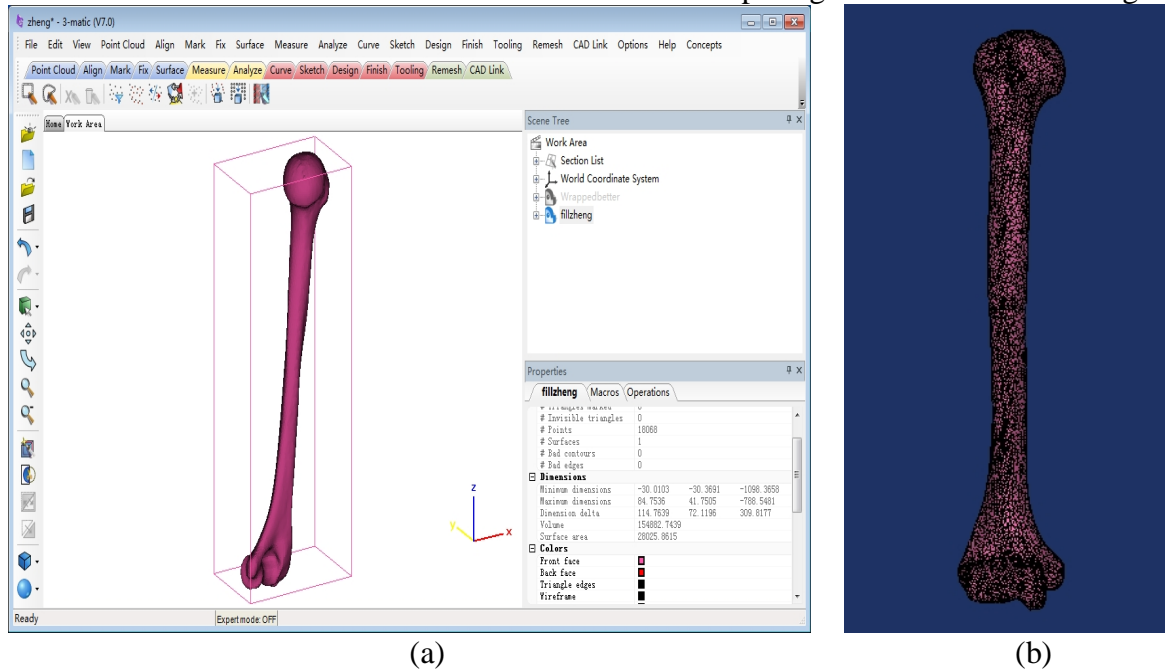 zheng* - 3-matic (V7.0)
File Edit View Point Cloud Align Mark Fix Surface Measure Analyze Curve Sketch Design Finish Tooling Remesh CAD Link Options Help Concepts
Point Cloud Align Mark Fix Surface Measure Analyze Curve Sketch Design Finish Tooling Remesh CAD Link
Home Work Area
Scene Tree
Work Area
Section List
World Coordinate System
Wrappedbetter
fillzheng
z
y
x
Properties
fillzheng Macros Operations
# Triangles marked 0
# Invisible triangles 0
# Points 18068
# Surfaces 1
# Bad contours 0
# Bad edges 0
Dimensions
Minimum dimensions -30.0103 -30.3691 -1098.3658
Maximum dimensions 84.7536 41.7505 -788.5481
Dimension delta 114.7639 72.1196 309.8177
Volume 154882.7439
Surface area 28025.8615
Colors
Front face
Back face
Triangle edges
Wireframe
Ready
Expert mode: OFF
(a)
(b)